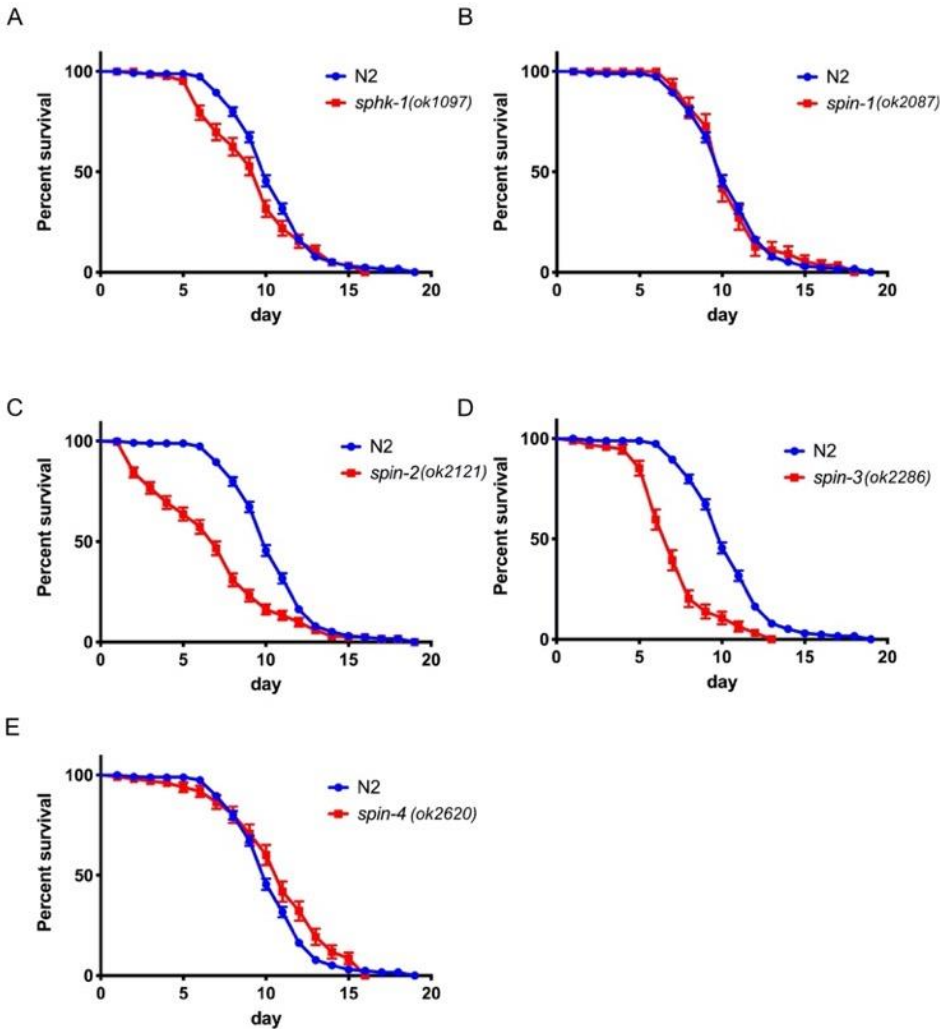 A
100
50
0
Percent survival
0 5 10 15 20
day
N2
sphk-1(ok1097)
B
100
50
0
Percent survival
0 5 10 15 20
day
N2
spin-1(ok2087)
C
100
50
0
Percent survival
0 5 10 15 20
day
N2
spin-2(ok2121)
D
100
50
0
Percent survival
0 5 10 15 20
day
N2
spin-3(ok2286)
E
100
50
0
Percent survival
0 5 10 15 20
day
N2
spin-4 (ok2620)